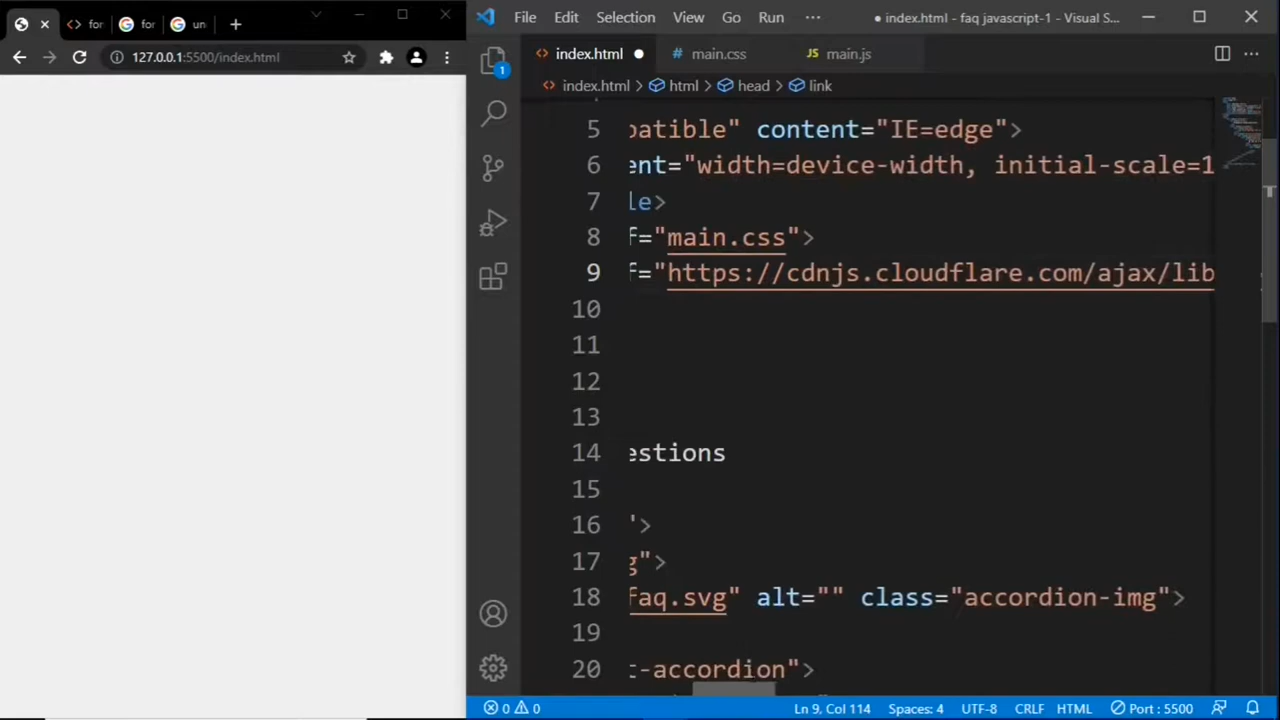 for
for
un
127.0.0.1:5500/index.html
File Edit Selection View Go Run ··· ● index.html - faq javascript-1 - Visual S...
<> index.html ● # main.css JS main.js
<> index.html > html > head > link
1
5 patible" content="IE=edge">
6 ent="width=device-width, initial-scale=1
7 le>
8 f="main.css">
9 f="https://cdnjs.cloudflare.com/ajax/lib
10
11
12
13
14 estions
15
16 ">
17 g">
18 faq.svg" alt="" class="accordion-img">
19
20 t-accordion">
0 0 Ln 9, Col 114 Spaces: 4 UTF-8 CRLF HTML Port : 5500